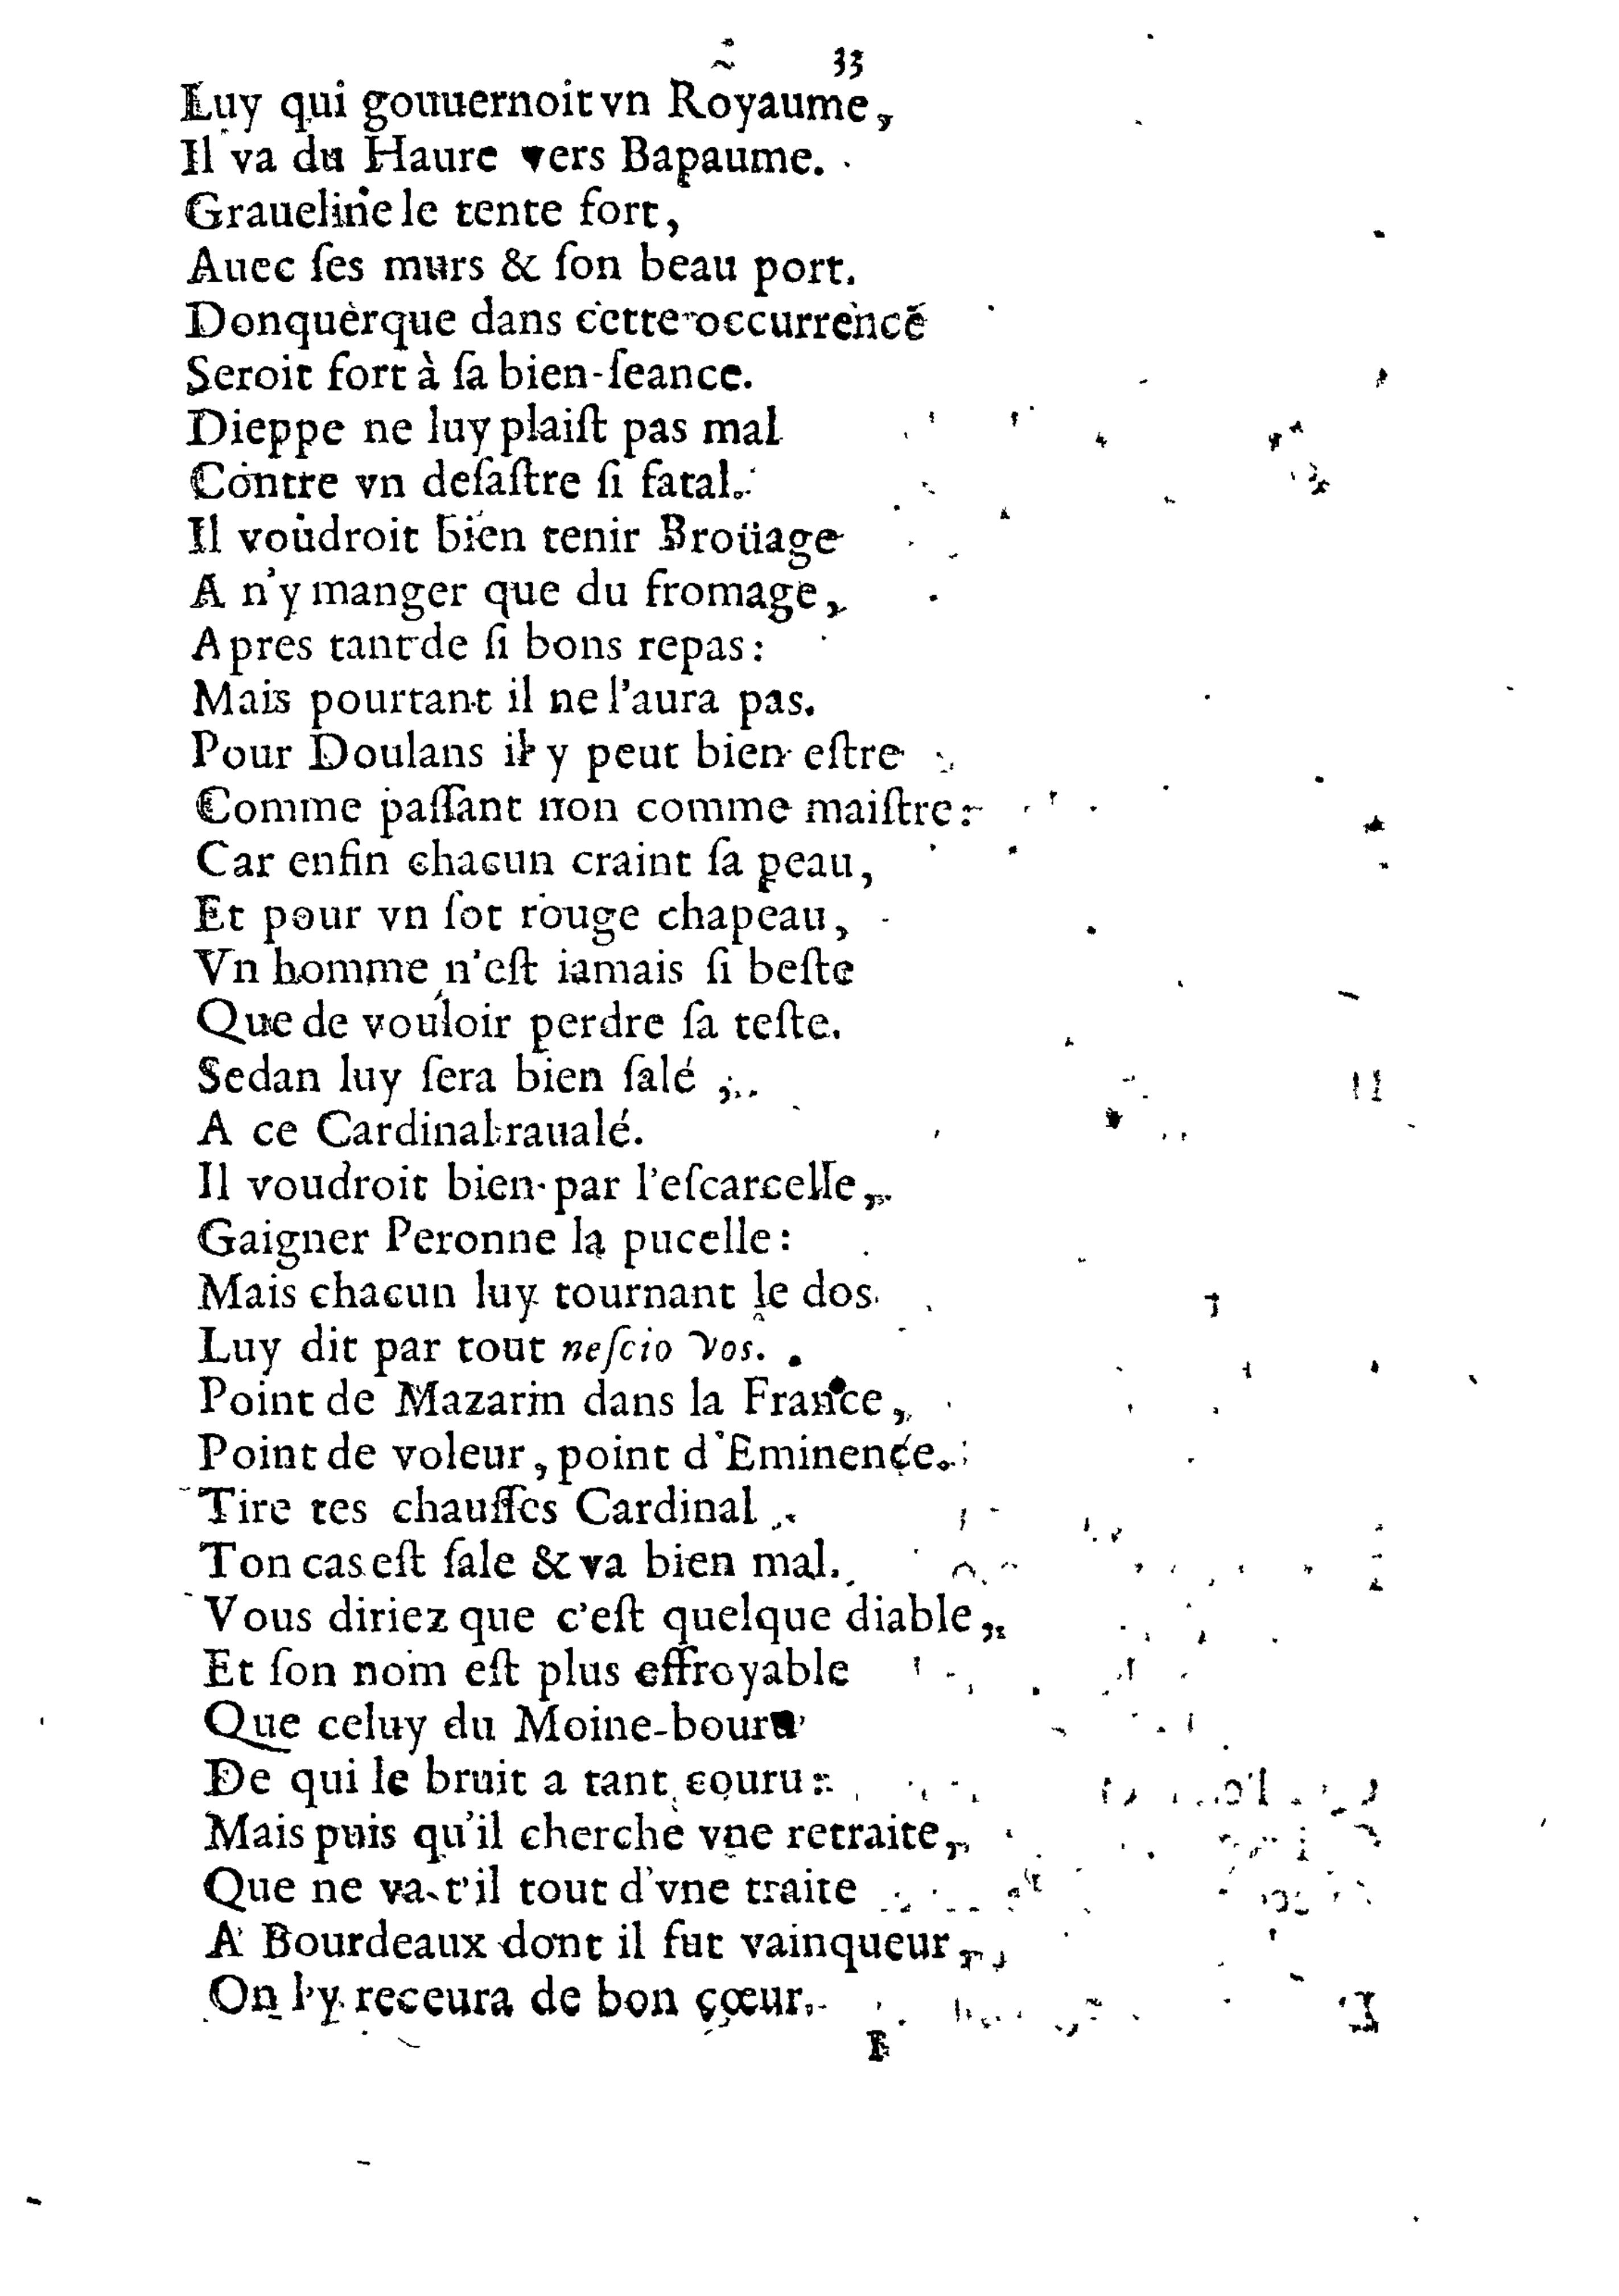 33
Luy qui gouuernoit vn Royaume,
Il va du Haure vers Bapaume.
Graueline le tente fort,
Auec ſes murs & ſon beau port.
Donquerque dans cette occurrence
Seroit fort à ſa bien-ſeance.
Dieppe ne luy plaiſt pas mal
Contre vn deſaſtre ſi fatal.
Il voudroit bien tenir Broüage
A n'y manger que du fromage,
Apres tant de ſi bons repas:
Mais pourtant il ne l'aura pas.
Pour Doulans il y peut bien eſtre
Comme paſſant non comme maiſtre:
Car enfin chacun craint ſa peau,
Et pour vn ſot rouge chapeau,
Vn homme n'eſt iamais ſi beſte
Que de vouloir perdre ſa teſte.
Sedan luy ſera bien ſalé,
A ce Cardinal raualé.
Il voudroit bien par l'eſcarcelle,
Gaigner Peronne la pucelle:
Mais chacun luy tournant le dos
Luy dit par tout neſcio vos.
Point de Mazarin dans la France,
Point de voleur, point d'Eminence.
Tire tes chauſſes Cardinal
Ton cas eſt ſale & va bien mal.
Vous diriez que c'eſt quelque diable,
Et ſon nom eſt plus effroyable
Que celuy du Moine-bouru
De qui le bruit a tant couru:
Mais puis qu'il cherche vne retraite,
Que ne va-t'il tout d'vne traite
A Bourdeaux dont il fut vainqueur,
On l'y receura de bon cœur.